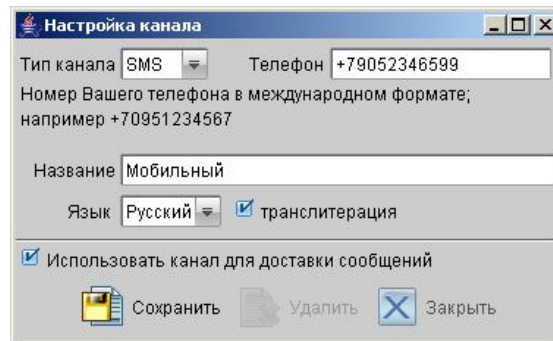 Настройка канала
Тип канала SMS Телефон +79052346599
Номер Вашего телефона в международном формате;
например +70951234567
Название Мобильный
Язык Русский транслитерация
Использовать канал для доставки сообщений
Сохранить Удалить Закрыть